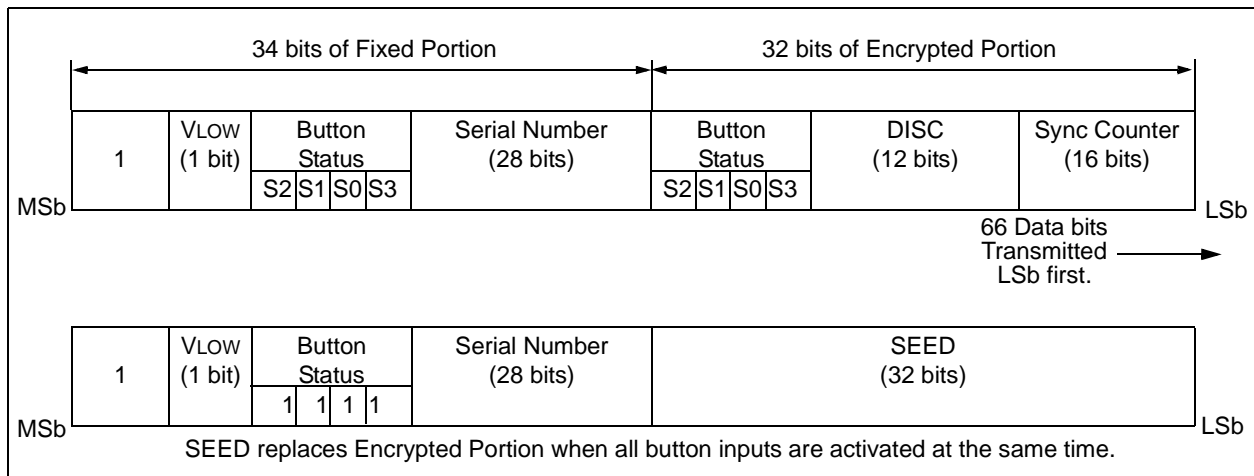 34 bits of Fixed Portion
32 bits of Encrypted Portion
1
VLOW
(1 bit)
Button
Status
S2 S1 S0 S3
Serial Number
(28 bits)
Button
Status
S2 S1 S0 S3
DISC
(12 bits)
Sync Counter
(16 bits)
MSb
LSb
66 Data bits
Transmitted
LSb first.
1
VLOW
(1 bit)
Button
Status
1 1 1 1
Serial Number
(28 bits)
SEED
(32 bits)
MSb
LSb
SEED replaces Encrypted Portion when all button inputs are activated at the same time.